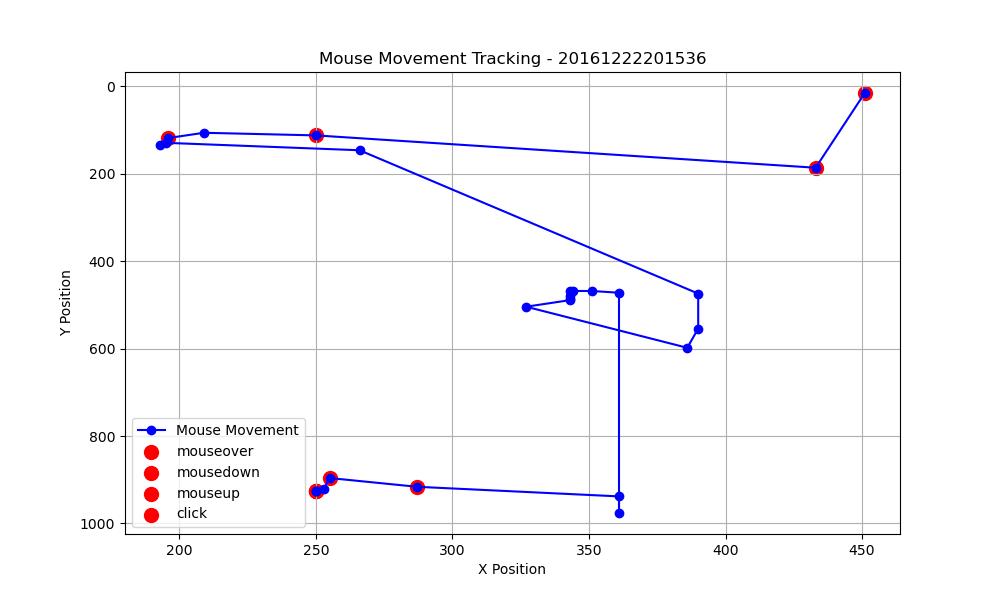 Mouse Movement Tracking - 20161222201536
0
200
400
600
800
1000
Y Position
Mouse Movement
mouseover
mousedown
mouseup
click
200
250
300
350
400
450
X Position